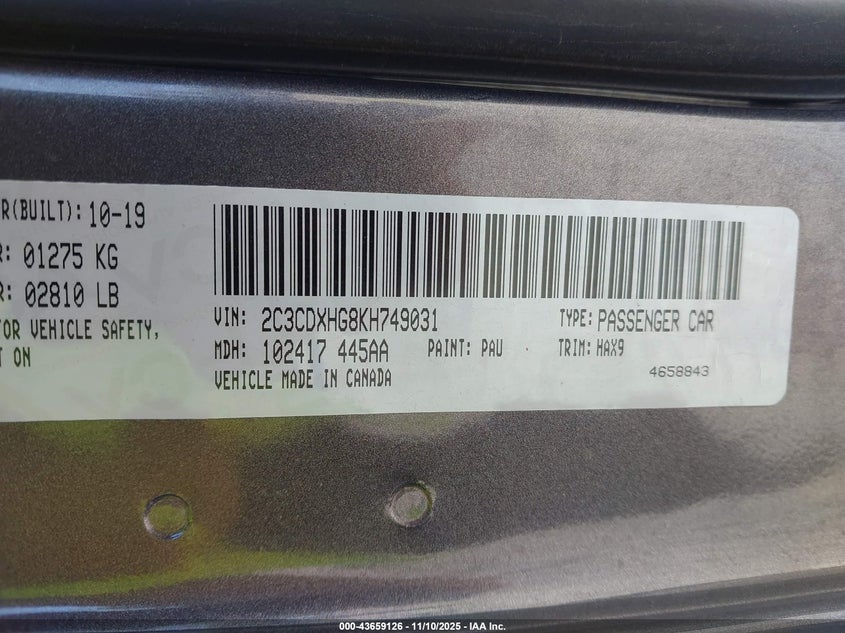 R(BUILT): 10-19
R: 01275 KG
R: 02810 LB
TOR VEHICLE SAFETY,
T ON
VIN: 2C3CDXHG8KH749031
TYPE: PASSENGER CAR
MDH: 102417 445AA
PAINT: PAU
TRIM: HAX9
VEHICLE MADE IN CANADA
4658843
000-43659126 - 11/10/2025 - IAA Inc.